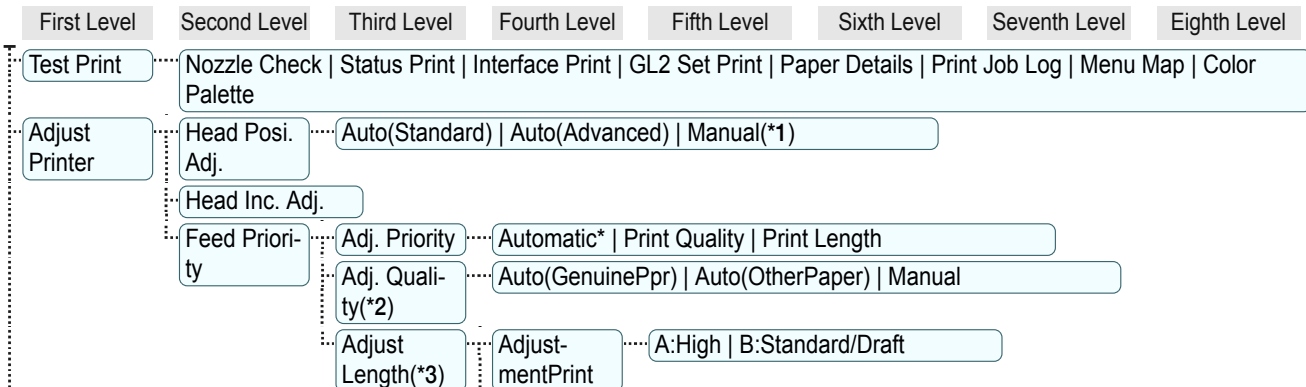 First Level Second Level Third Level Fourth Level Fifth Level Sixth Level Seventh Level Eighth Level
Test Print Nozzle Check | Status Print | Interface Print | GL2 Set Print | Paper Details | Print Job Log | Menu Map | Color
Palette
Adjust
Printer
Head Posi.
Adj.
Auto(Standard) | Auto(Advanced) | Manual(*1)
Head Inc. Adj.
Feed Priori-
ty
Adj. Priority Automatic* | Print Quality | Print Length
Adj. Quali-
ty(*2)
Auto(GenuinePpr) | Auto(OtherPaper) | Manual
Adjust
Length(*3)
Adjust-
mentPrint
A:High | B:Standard/Draft